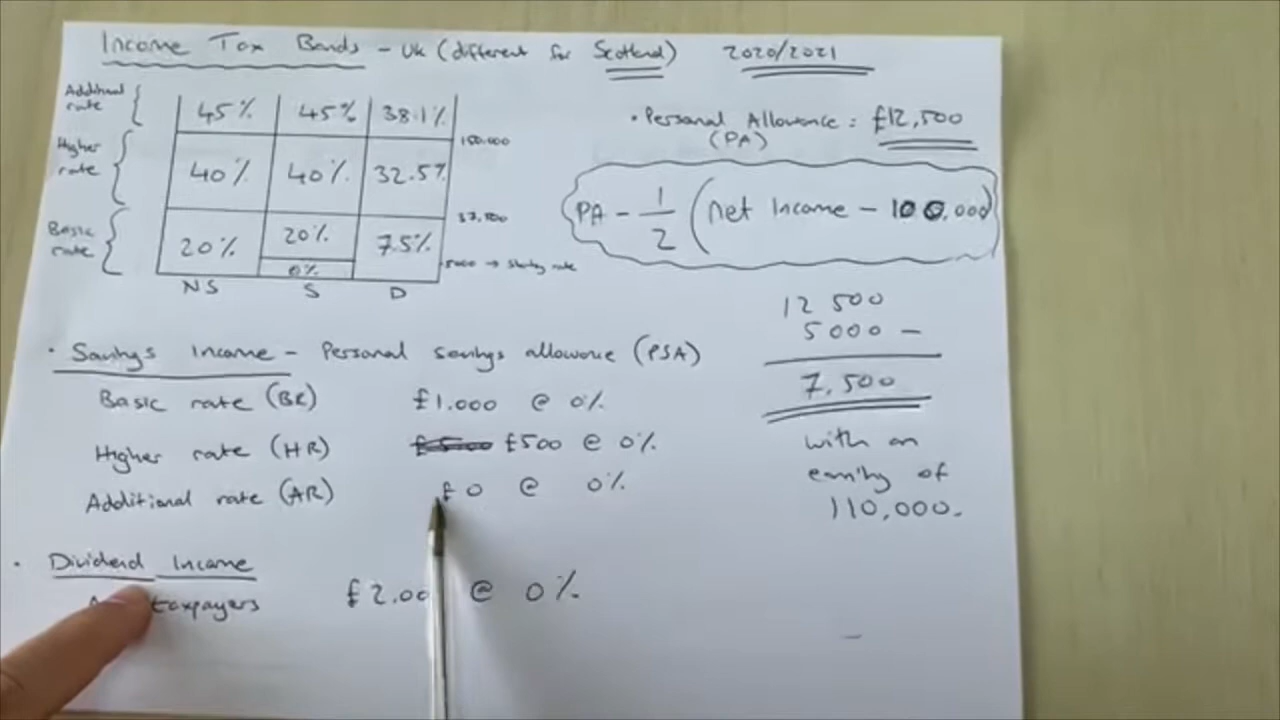 Income Tax Bands - UK (different for Scotland) 2020/2021
Additional rate
45% 45% 38.1%
150.000
Higher rate
40% 40% 32.5%
37,500
Basic rate
20% 20% 7.5%
0%
5000 → starting rate
NS S D
• Personal Allowance: £12,500
(PA)
PA - 1/2 (net Income - 100.000)
12 500
5000 -
7,500
with an
earning of
110,000.
• Savings Income - Personal savings allowance (PSA)
Basic rate (BR) £1.000 @ 0%
Higher rate (HR) £500 @ 0%
Additional rate (AR) £0 @ 0%
• Dividend Income
taxpayers £2.00 @ 0%